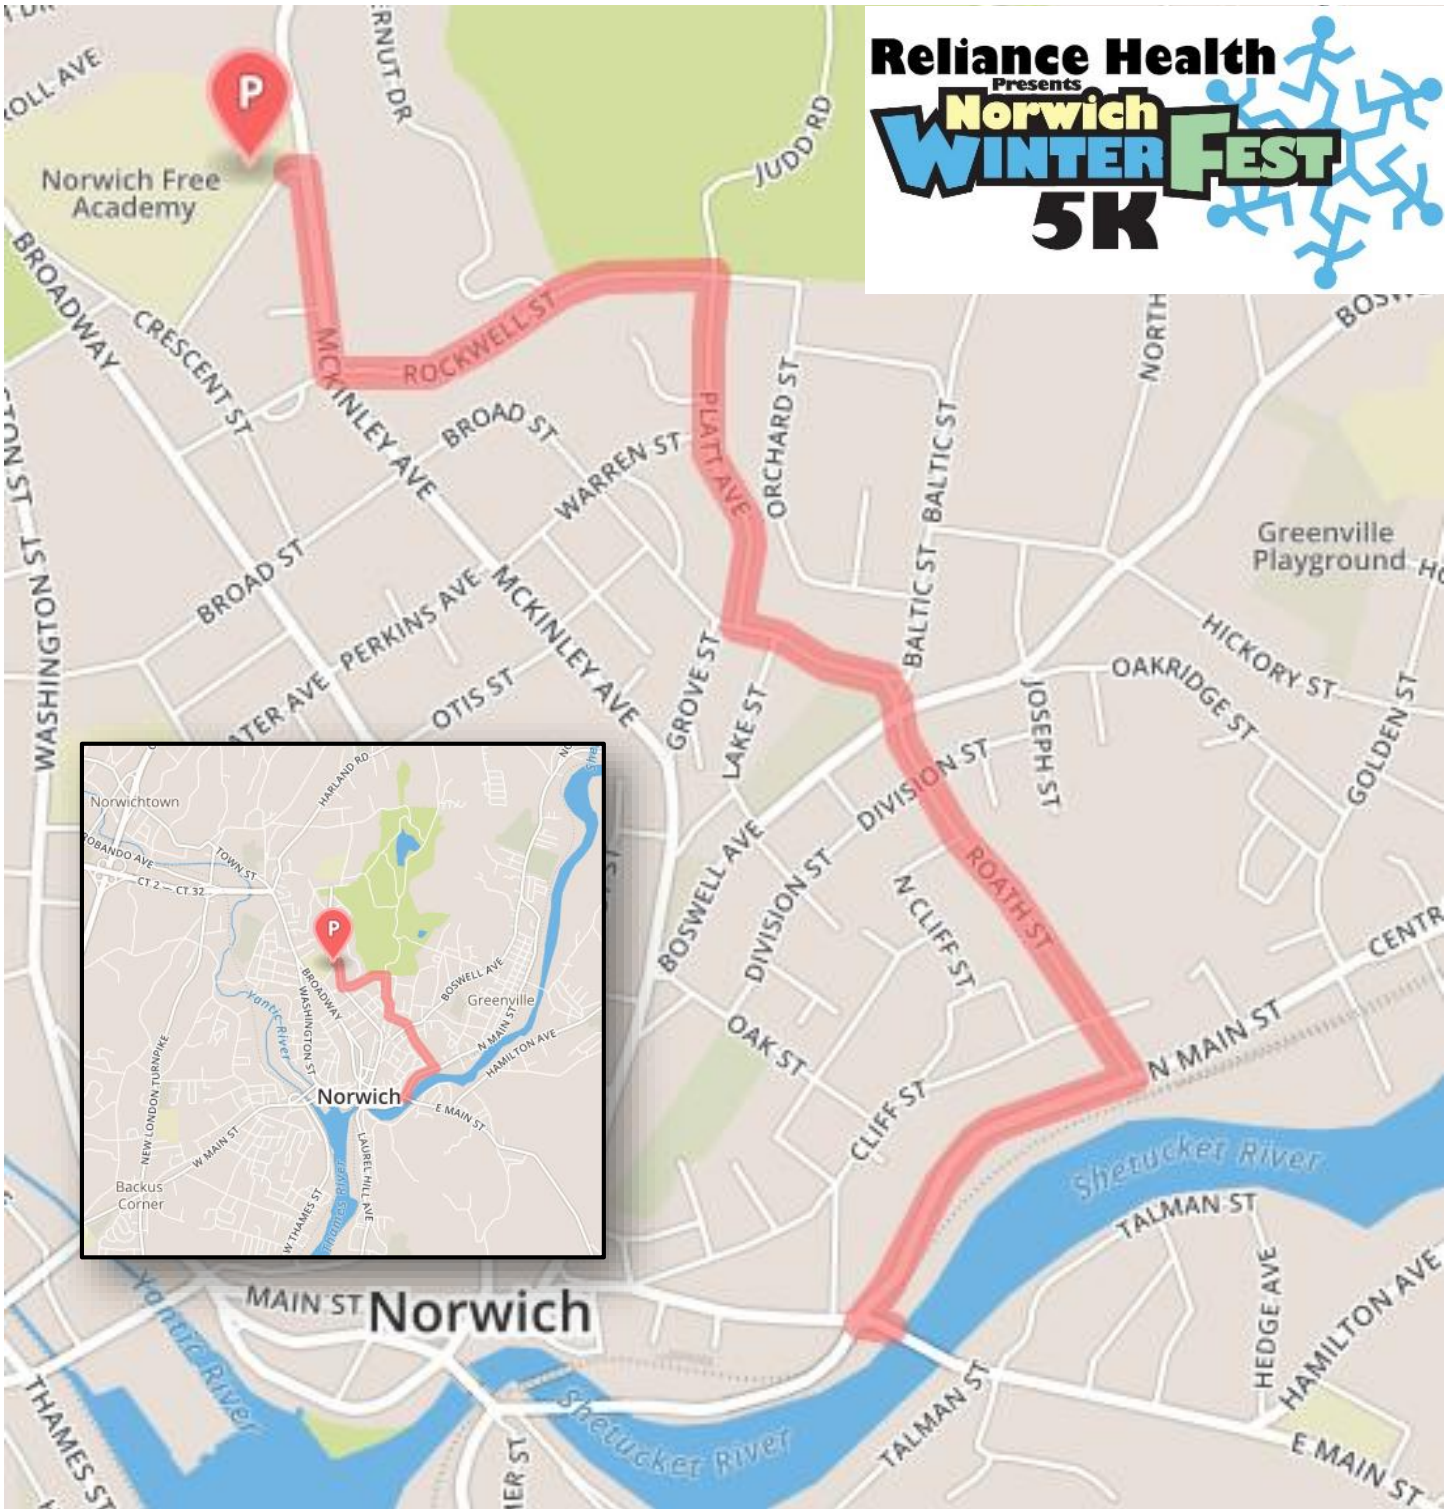 Reliance Health
Presents
Norwich
WINTERFEST
5K
P
Norwich Free
Academy
JUDD RD
BROADWAY
CRESCENT ST
MCKINLEY AVE
ROCKWELL ST
BROAD ST
WARREN ST
PLATT AVE
ORCHARD ST
BALTIC ST
NORTH
Greenville
Playground
WASHINGTON ST
BROAD ST
PERKINS AVE
MCKINLEY AVE
BALTIC ST
HICKORY ST
OAKRIDGE ST
OTIS ST
GROVE ST
LAKE ST
JOSEPH ST
GOLDEN ST
DIVISION ST
BOSWELL AVE
DIVISION ST
N CLIFF ST
ROATH ST
OAK ST
CLIFF ST
N MAIN ST
Shetucket River
TALMAN ST
HEDGE AVE
HAMILTON AVE
MAIN ST
Norwich
Yantic River
THAMES ST
Shetucket River
TALMAN ST
E MAIN ST
Norwichtown
HARLAND RD
TOWN ST
CT 2 — CT 32
P
BROADWAY
WASHINGTON ST
BOSWELL AVE
Greenville
Yantic River
N MAIN ST
HAMILTON AVE
NEW LONDON TURNPIKE
Norwich
E MAIN ST
W MAIN ST
LAUREL HILL AVE
Backus
Corner
W THAMES ST
Thames River